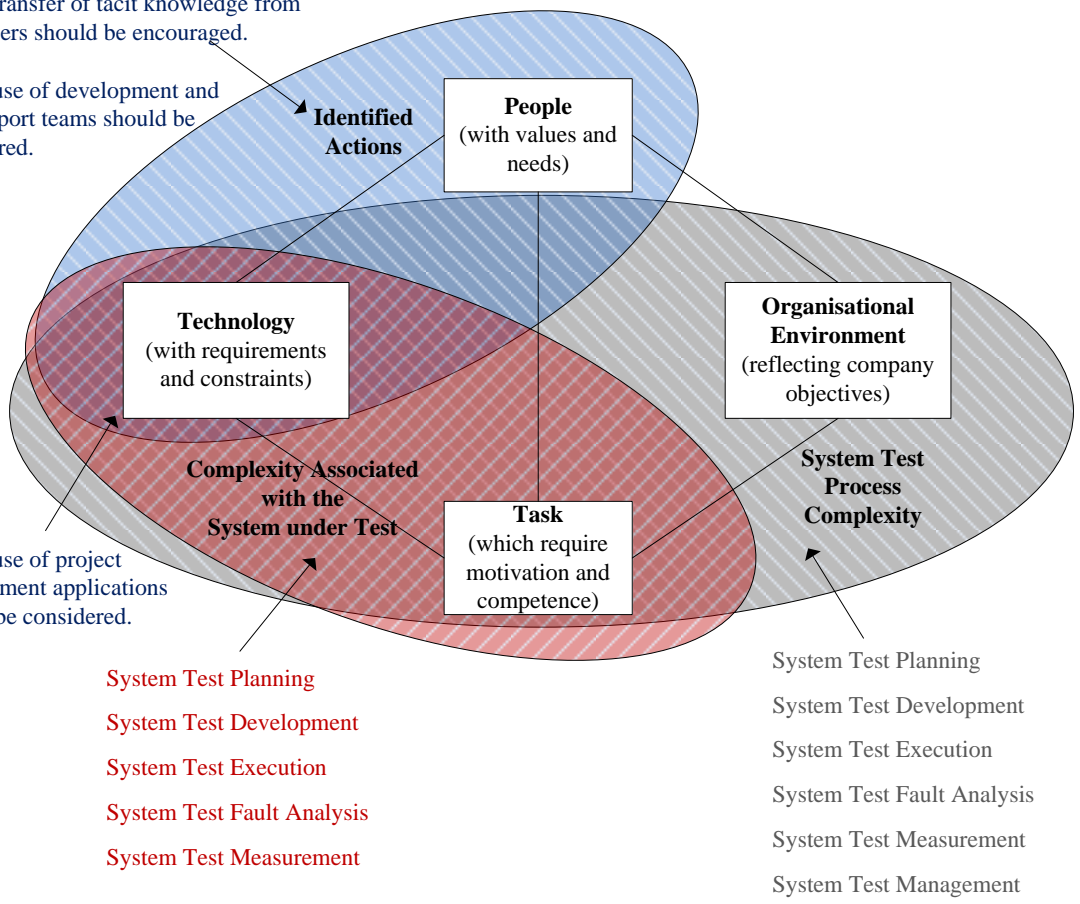 ransfer of tacit knowledge from
ers should be encouraged.
use of development and
port teams should be
red.
Identified
Actions
People
(with values and
needs)
Technology
(with requirements
and constraints)
Organisational
Environment
(reflecting company
objectives)
Complexity Associated
with the
System under Test
System Test
Process
Complexity
Task
(which require
motivation and
competence)
use of project
ment applications
be considered.
System Test Planning
System Test Development
System Test Execution
System Test Fault Analysis
System Test Measurement
System Test Planning
System Test Development
System Test Execution
System Test Fault Analysis
System Test Measurement
System Test Management